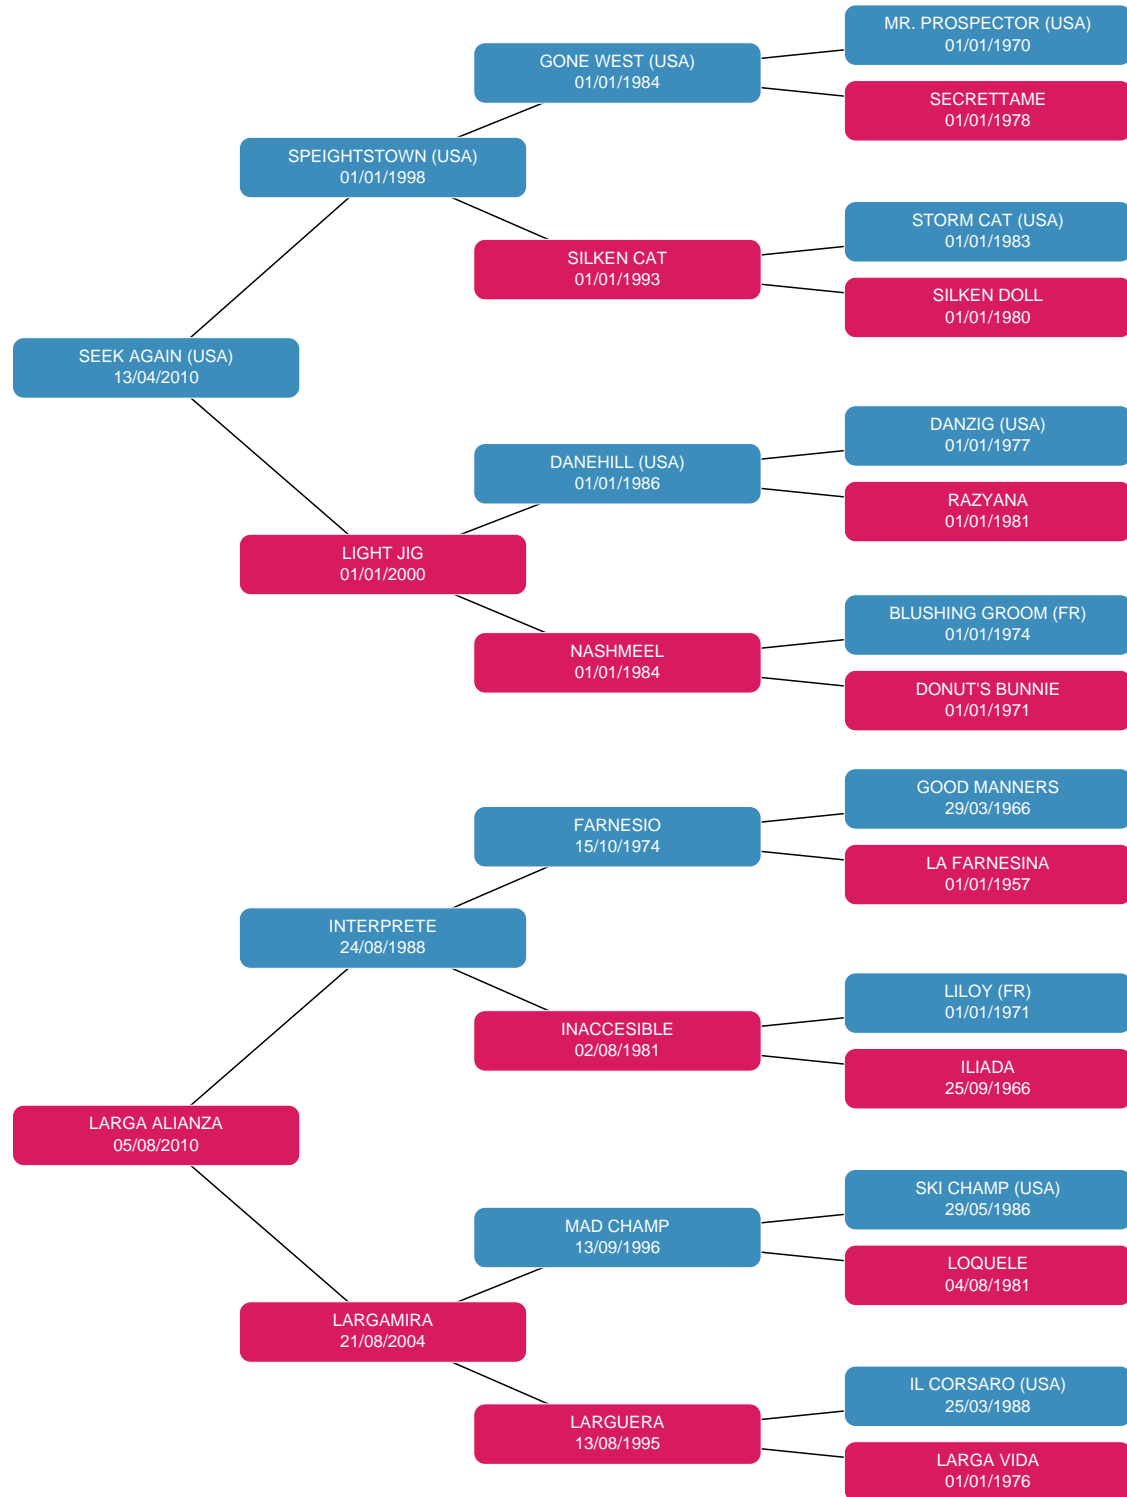 MR. PROSPECTOR (USA)
01/01/1970
GONE WEST (USA)
01/01/1984
SECRETTAME
01/01/1978
SPEIGHTSTOWN (USA)
01/01/1998
STORM CAT (USA)
01/01/1983
SILKEN CAT
01/01/1993
SILKEN DOLL
01/01/1980
SEEK AGAIN (USA)
13/04/2010
DANZIG (USA)
01/01/1977
DANEHILL (USA)
01/01/1986
RAZYANA
01/01/1981
LIGHT JIG
01/01/2000
BLUSHING GROOM (FR)
01/01/1974
NASHMEEL
01/01/1984
DONUT'S BUNNIE
01/01/1971
GOOD MANNERS
29/03/1966
FARNESIO
15/10/1974
LA FARNESINA
01/01/1957
INTERPRETE
24/08/1988
LILOY (FR)
01/01/1971
INACCESIBLE
02/08/1981
ILIADA
25/09/1966
LARGA ALIANZA
05/08/2010
SKI CHAMP (USA)
29/05/1986
MAD CHAMP
13/09/1996
LOQUELE
04/08/1981
LARGAMIRA
21/08/2004
IL CORSARO (USA)
25/03/1988
LARGUERA
13/08/1995
LARGA VIDA
01/01/1976